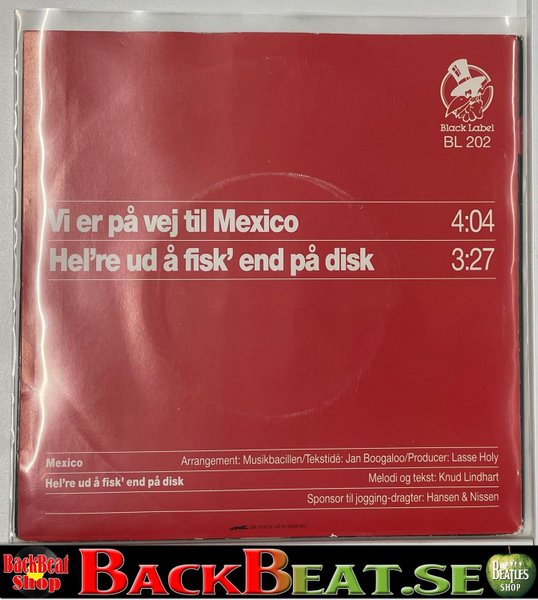 Black Label
BL 202
Vi er på vej til Mexico 4:04
Hel're ud å fisk' end på disk 3:27
Mexico Arrangement: Musikbacillen/Tekstidé: Jan Boogaloo/Producer: Lasse Holy
Hel're ud å fisk' end på disk Melodi og tekst: Knud Lindhart
Sponsor til jogging-dragter: Hansen & Nissen
BackBeat Shop
BackBeat.se
Beatles Shop